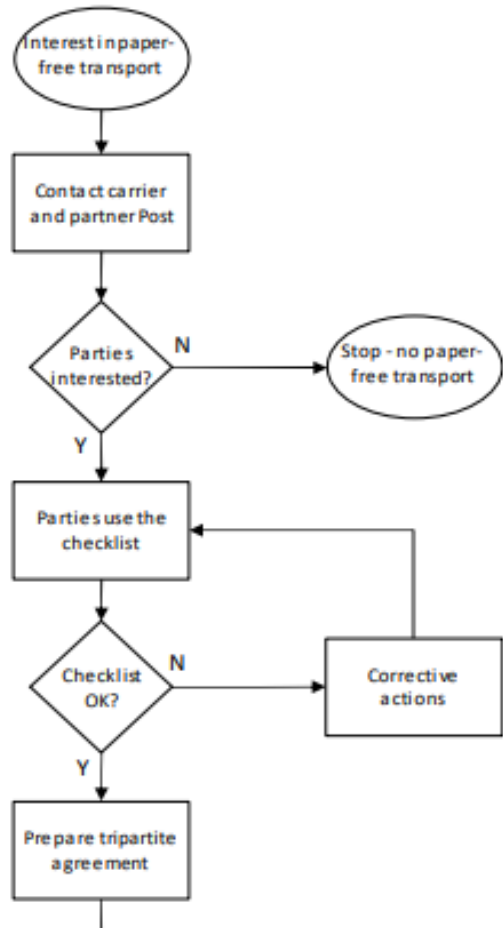 Interest in paper-
free transport
Contact carrier
and partner Post
Parties
interested?
N
Stop - no paper-
free transport
Y
Parties use the
checklist
Checklist
OK?
N
Corrective
actions
Y
Prepare tripartite
agreement